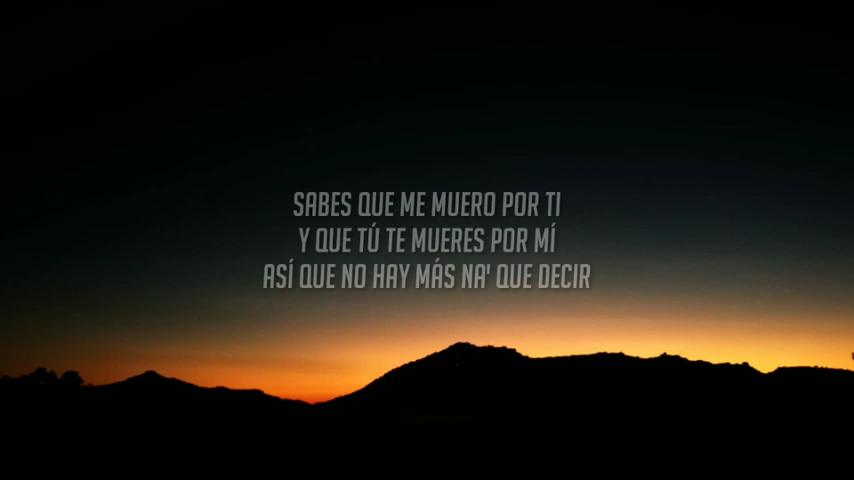 SABES QUE ME MUERO POR TI
Y QUE TÚ TE MUERES POR MÍ
ASÍ QUE NO HAY MÁS NA' QUE DECIR